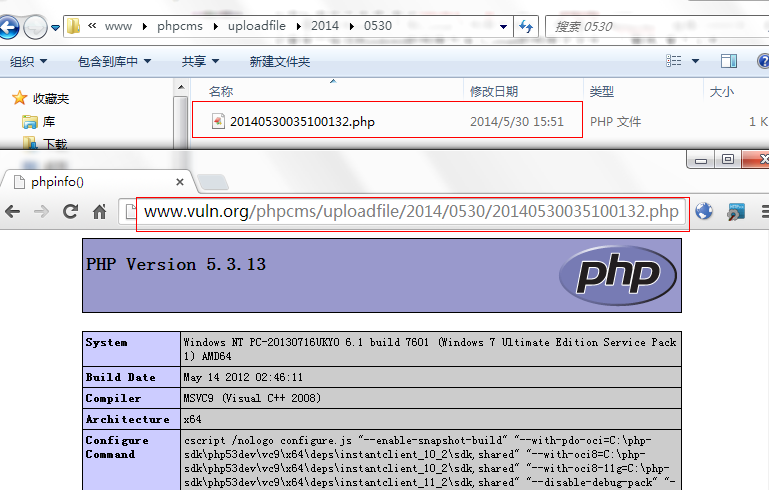 « www ▸ phpcms ▸ uploadfile ▸ 2014 ▸ 0530
搜索 0530
组织 包含到库中 共享 新建文件夹
收藏夹
库
下载
名称 修改日期 类型 大小
20140530035100132.php 2014/5/30 15:51 PHP 文件 1 K
phpinfo()
www.vuln.org/phpcms/uploadfile/2014/0530/20140530035100132.php
PHP Version 5.3.13
php
System Windows NT PC-20130716UKYO 6.1 build 7601 (Windows 7 Ultimate Edition Service Pack
1) AMD64
Build Date May 14 2012 02:46:11
Compiler MSVC9 (Visual C++ 2008)
Architecture x64
Configure
Command
cscript /nologo configure.js "--enable-snapshot-build" "--with-pdo-oci=C:\php-
sdk\php53dev\vc9\x64\deps\instantclient_10_2\sdk,shared" "--with-oci8=C:\php-
sdk\php53dev\vc9\x64\deps\instantclient_10_2\sdk,shared" "--with-oci8-11g=C:\php-
sdk\php53dev\vc9\x64\deps\instantclient_11_2\sdk,shared" "--disable-debug-pack" "-